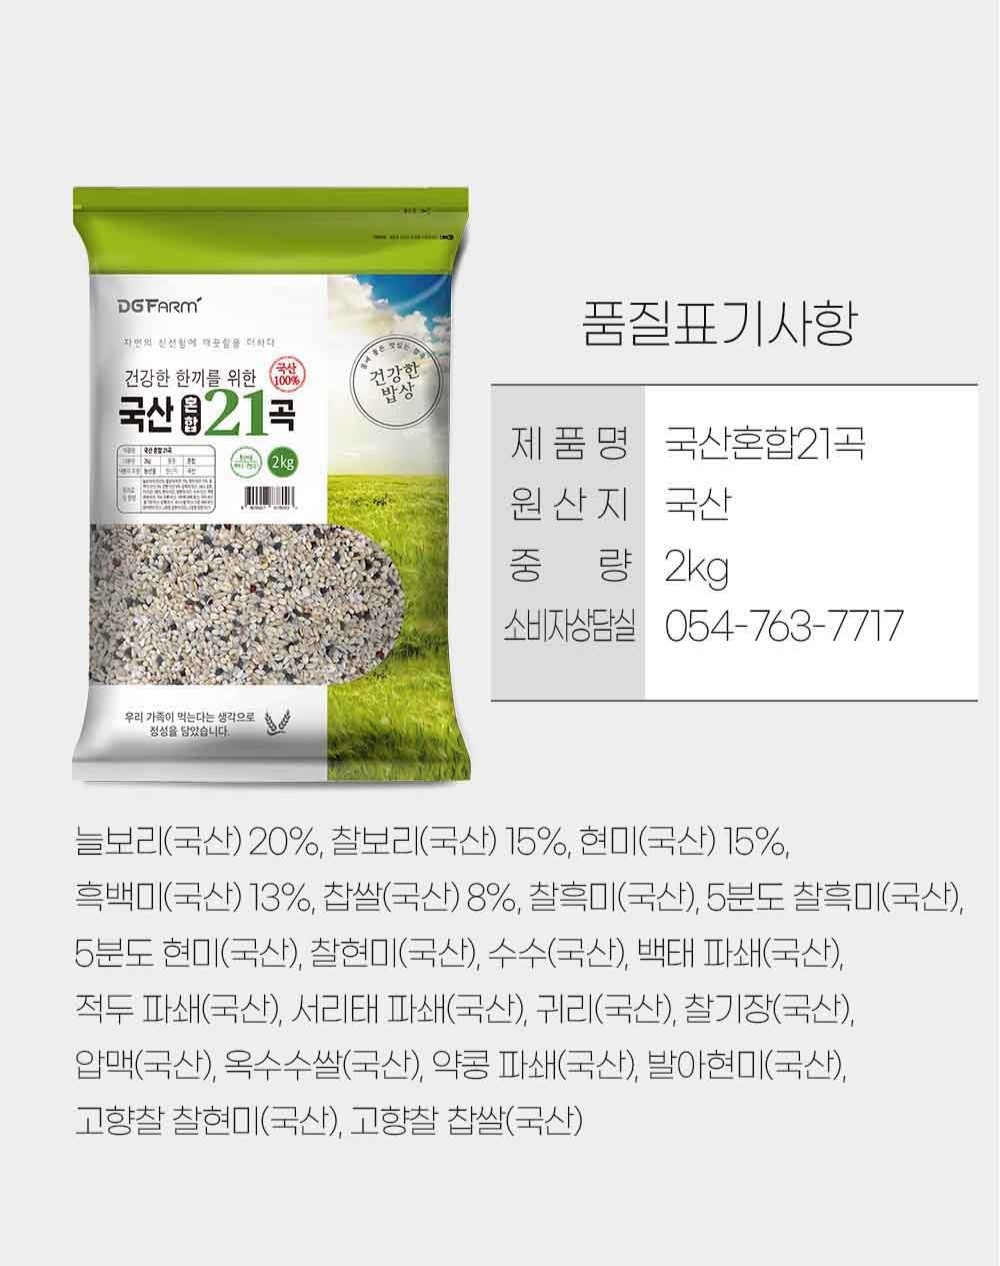 DGFARM
자연의 신선함에 깨끗함을 더하다
건강한 한끼를 위한
국산 100%
국산 혼합 21곡
2kg
건강한 밥상
우리 가족이 먹는다는 생각으로
정성을 담았습니다.
품질표기사항
제품명 국산혼합21곡
원산지 국산
중량 2kg
소비자상담실 054-763-7717
늘보리(국산) 20%, 찰보리(국산) 15%, 현미(국산) 15%,
흑백미(국산) 13%, 찹쌀(국산) 8%, 찰흑미(국산), 5분도 찰흑미(국산),
5분도 현미(국산), 찰현미(국산), 수수(국산), 백태 파쇄(국산),
적두 파쇄(국산), 서리태 파쇄(국산), 귀리(국산), 찰기장(국산),
압맥(국산), 옥수수쌀(국산), 약콩 파쇄(국산), 발아현미(국산),
고향찰 찰현미(국산), 고향찰 찹쌀(국산)